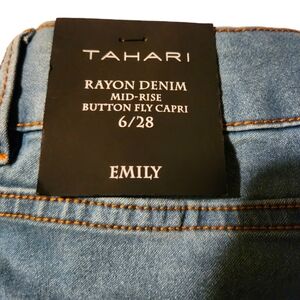 TAHARI
RAYON DENIM
MID-RISE
BUTTON FLY CAPRI
6/28
EMILY